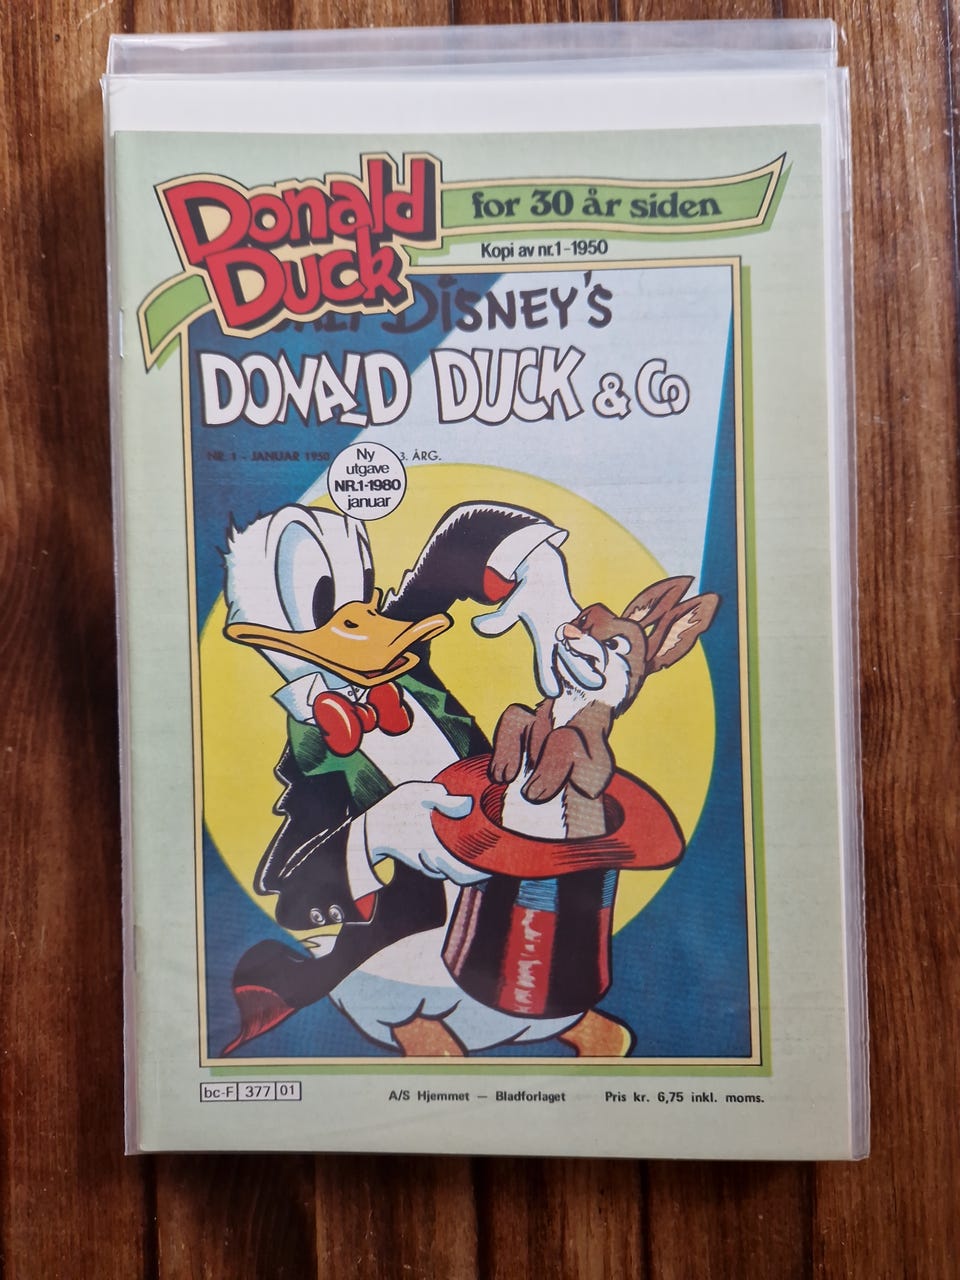 Donald
Duck
for 30 år siden
Kopi av nr.1-1950
WALT DISNEY'S
DONALD DUCK & Co
NR. 1 - JANUAR 1950
3. ÅRG.
Ny
utgave
NR.1-1980
januar
bc-F 377 01
A/S Hjemmet — Bladforlaget
Pris kr. 6,75 inkl. moms.